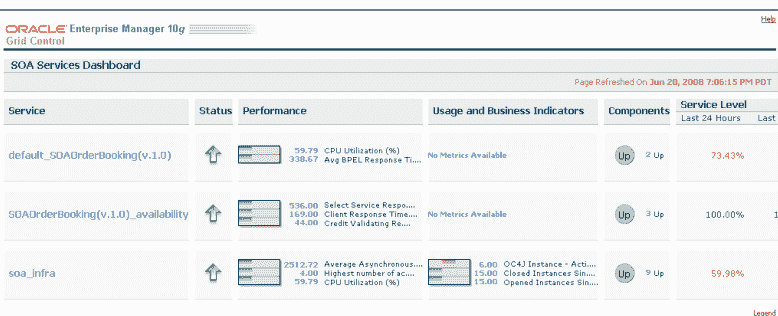 Help
ORACLE Enterprise Manager 10g
Grid Control
SOA Services Dashboard
Page Refreshed On Jun 20, 2008 7:06:15 PM PDT
Service Status Performance Usage and Business Indicators Components Service Level
Last 24 Hours Last
default_SOAOrderBooking(v.1.0) 59.79 CPU Utilization (%) No Metrics Available Up 2 Up 73.43%
338.67 Avg BPEL Response Ti....
SOAOrderBooking(v.1.0)_availability 536.00 Select Service Respo.... No Metrics Available Up 3 Up 100.00% 1
169.00 Client Response Time....
44.00 Credit Validating Re....
soa_infra 2512.72 Average Asynchronous.... 6.00 OC4J Instance - Acti.... Up 9 Up 59.98%
4.00 Highest number of ac.... 15.00 Closed Instances Sin....
59.79 CPU Utilization (%) 15.00 Opened Instances Sin....
Legend